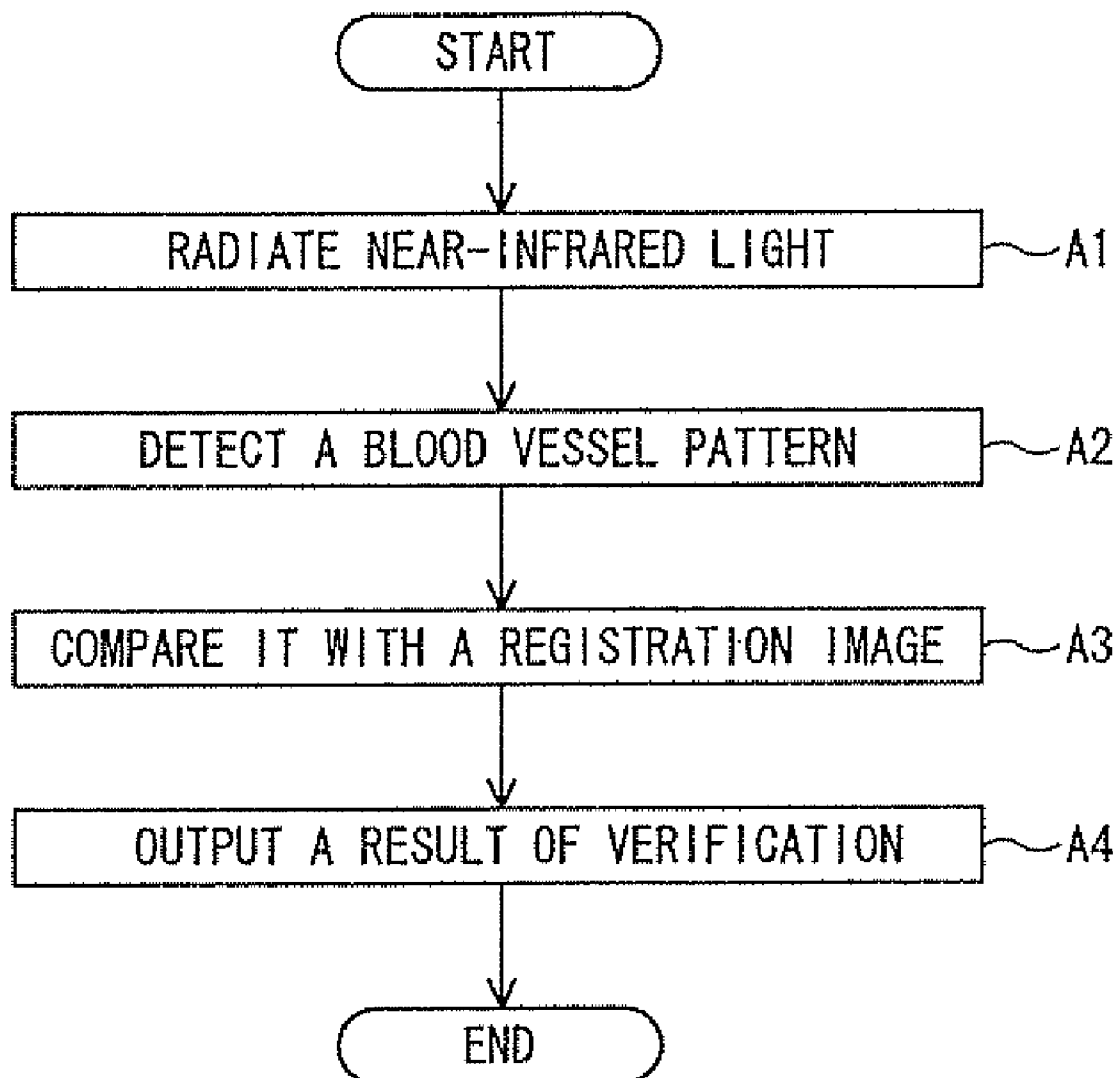 START
RADIATE NEAR-INFRARED LIGHT
A1
DETECT A BLOOD VESSEL PATTERN
A2
COMPARE IT WITH A REGISTRATION IMAGE
A3
OUTPUT A RESULT OF VERIFICATION
A4
END